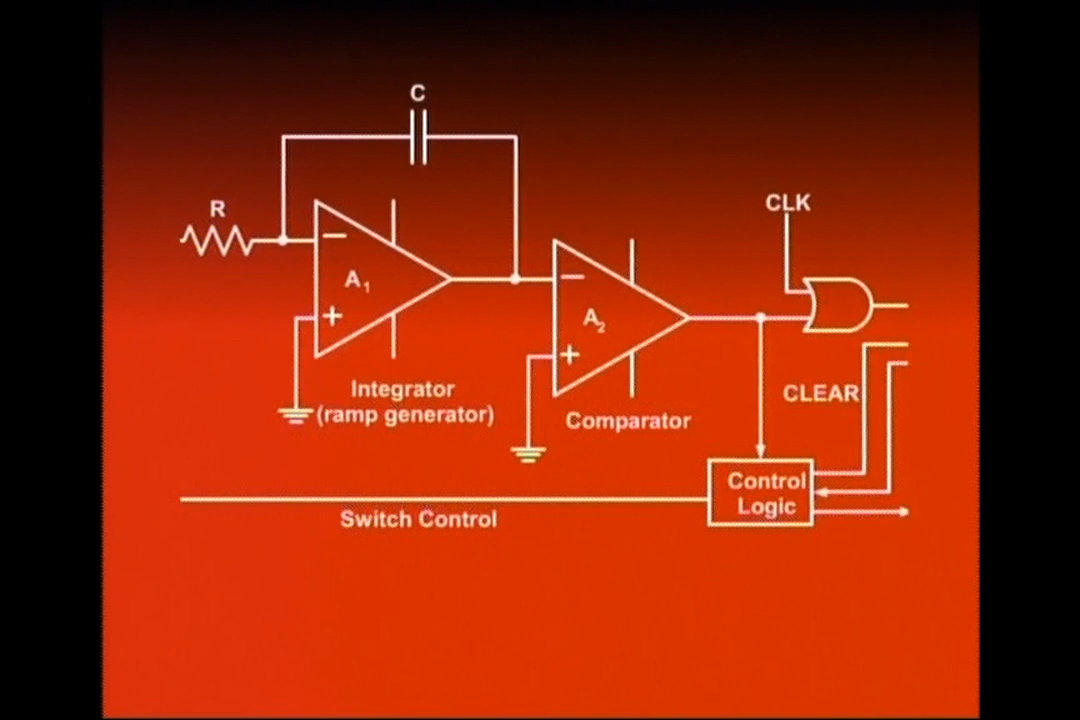 C
R
CLK
A1
A2
Integrator
(ramp generator)
Comparator
CLEAR
Control
Logic
Switch Control